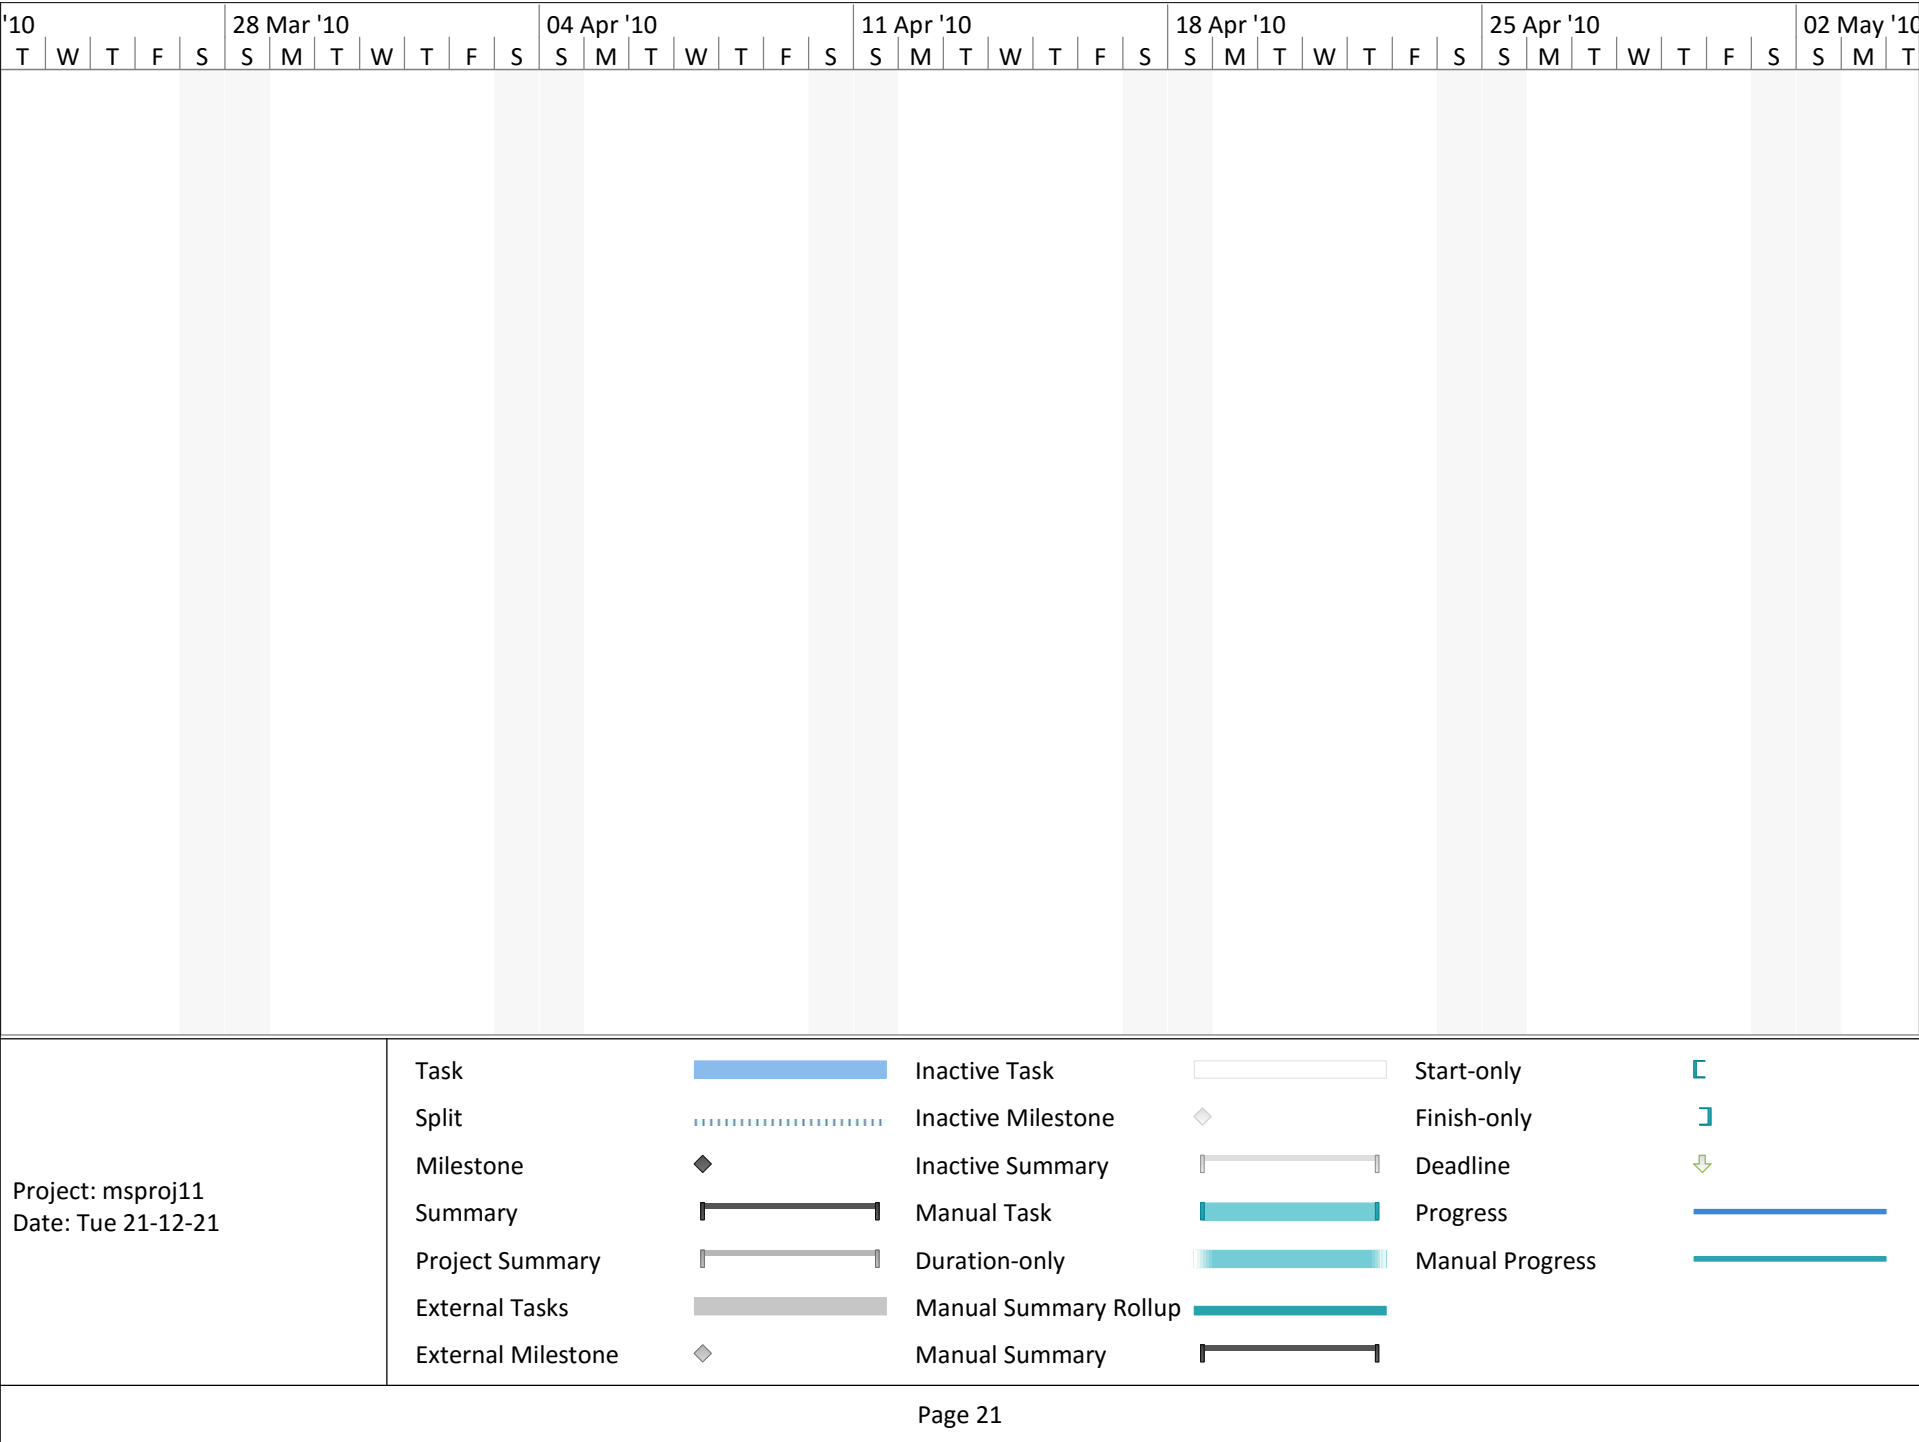 '10 28 Mar '10 04 Apr '10 11 Apr '10 18 Apr '10 25 Apr '10 02 May '10
T W T F S S M T W T F S S M T W T F S S M T W T F S S M T W T F S S M T W T F S S M T
Project: msproj11
Date: Tue 21-12-21
Task
Split
Milestone
Summary
Project Summary
External Tasks
External Milestone
Inactive Task
Inactive Milestone
Inactive Summary
Manual Task
Duration-only
Manual Summary Rollup
Manual Summary
Start-only
Finish-only
Deadline
Progress
Manual Progress
Page 21